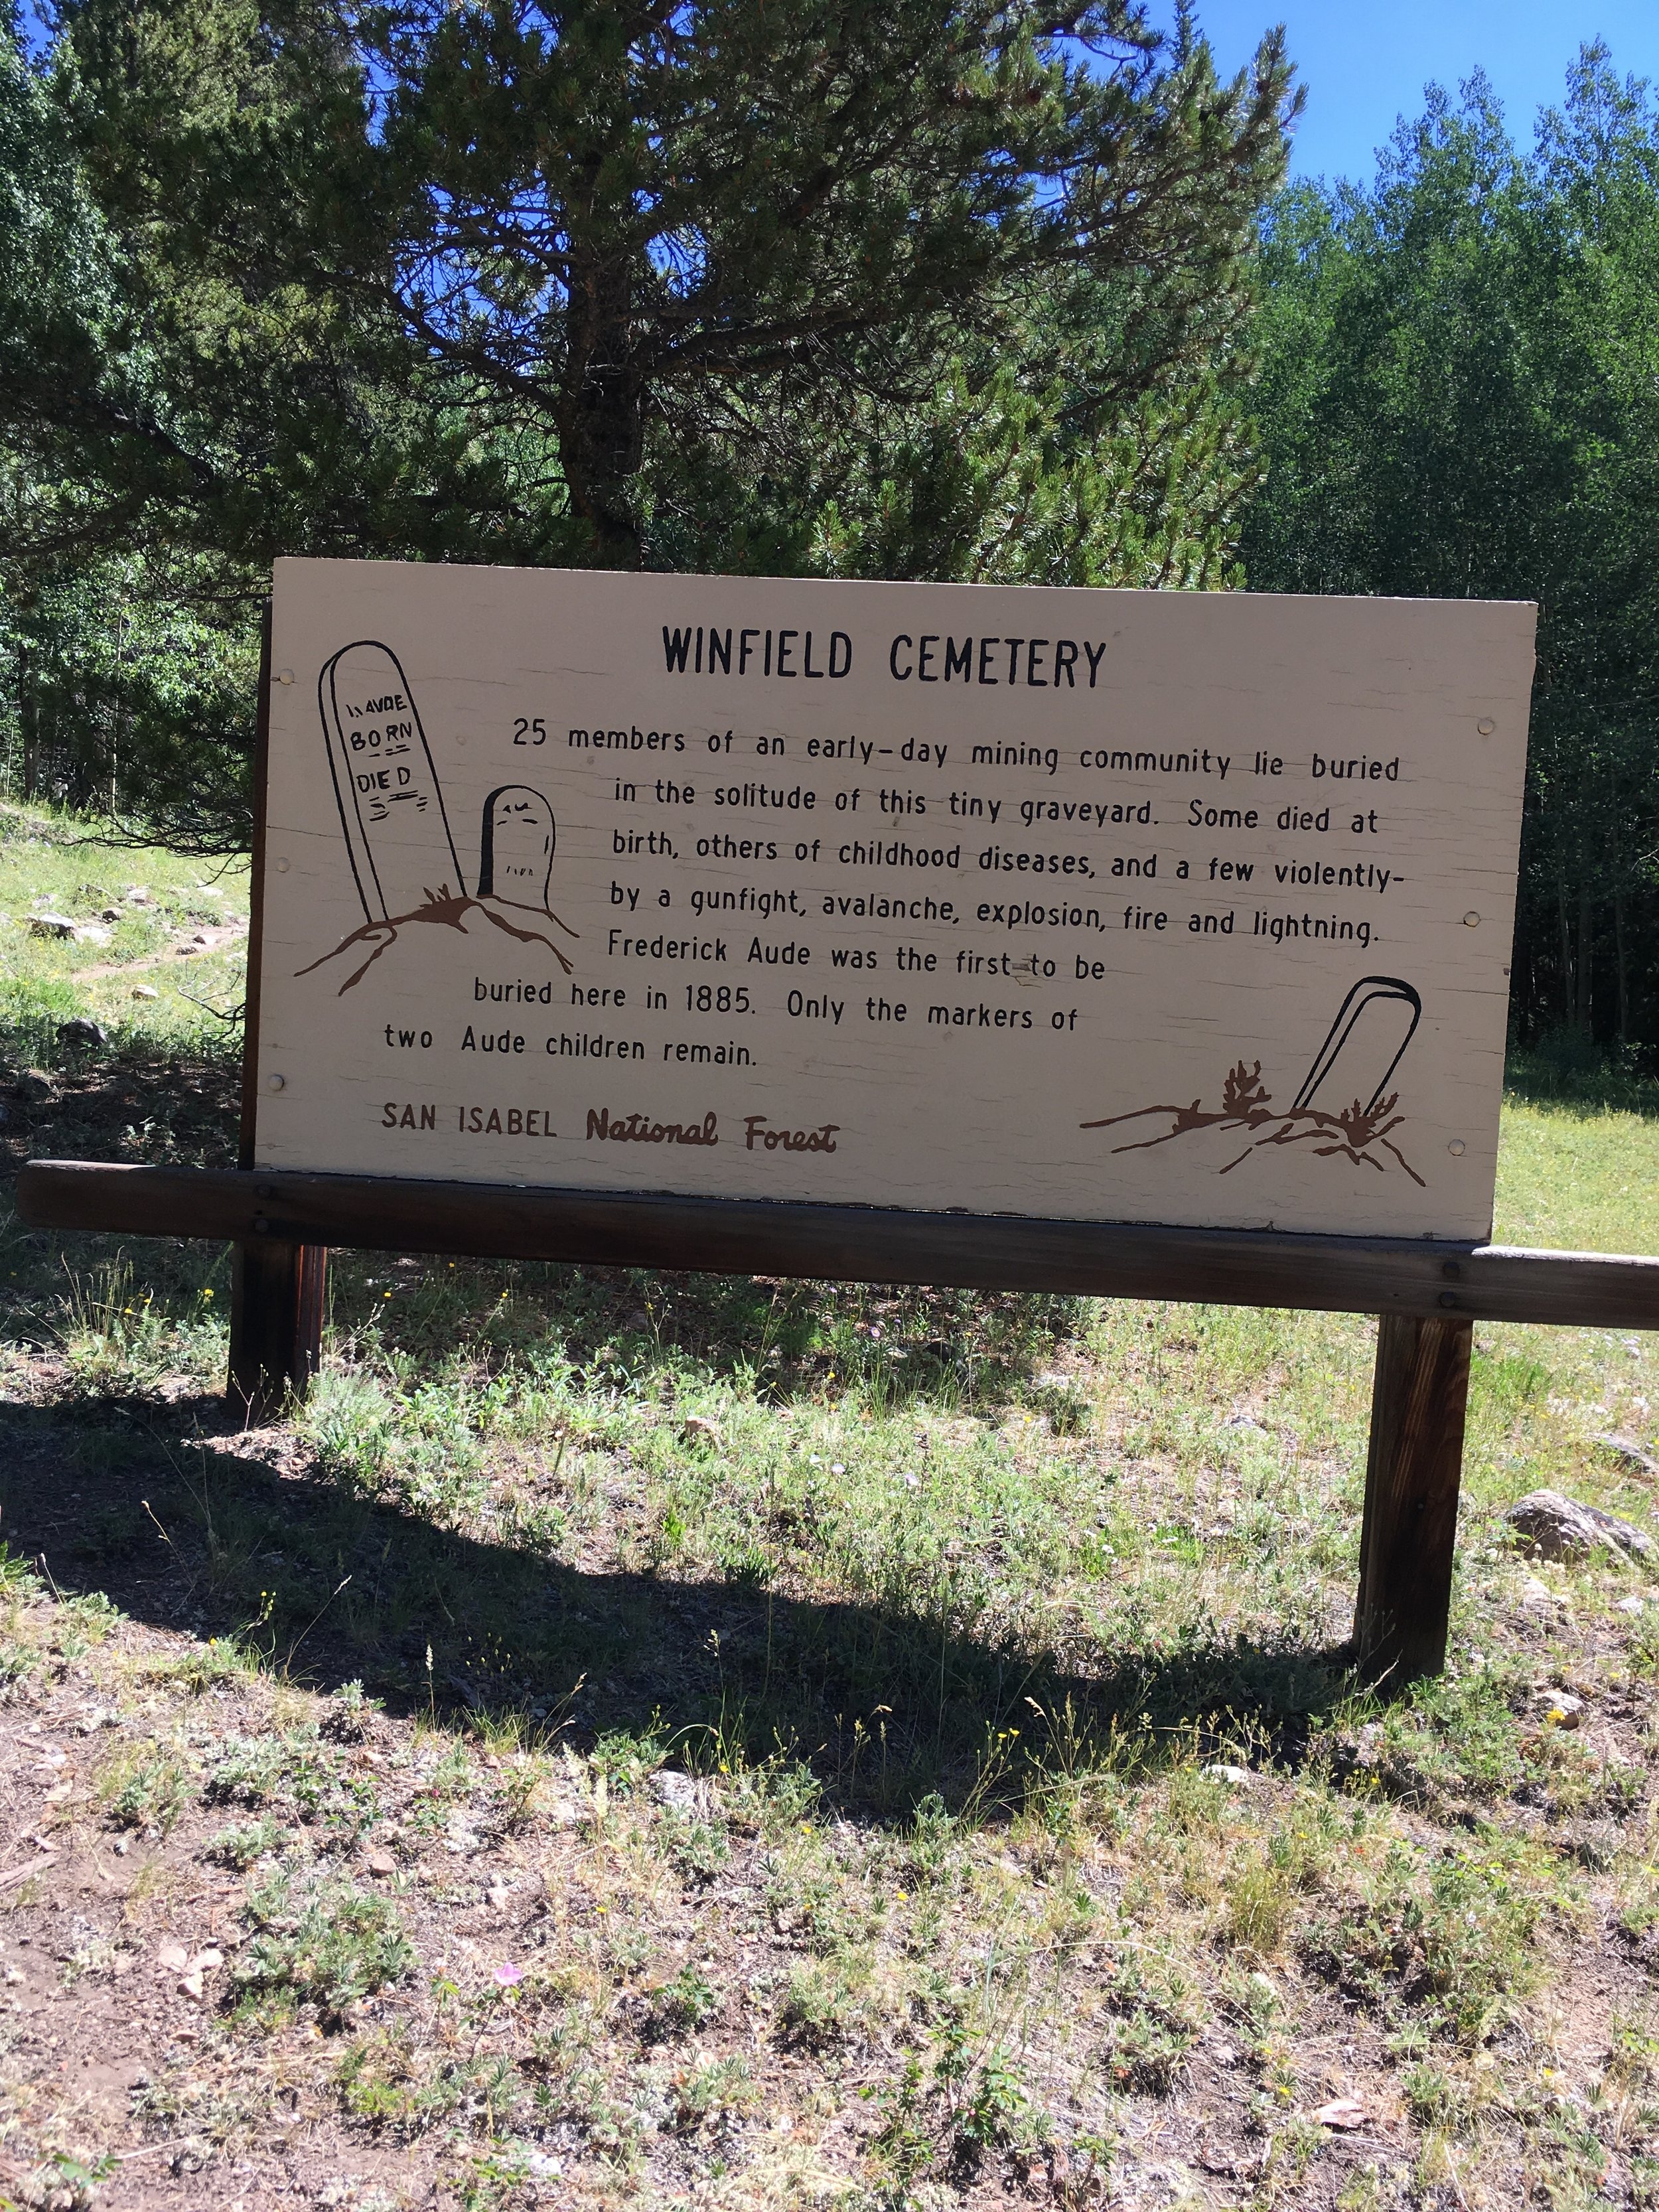 WINFIELD CEMETERY
AUDE
BORN
DIED
25 members of an early-day mining community lie buried
in the solitude of this tiny graveyard. Some died at
birth, others of childhood diseases, and a few violently-
by a gunfight, avalanche, explosion, fire and lightning.
Frederick Aude was the first to be
buried here in 1885. Only the markers of
two Aude children remain.
SAN ISABEL National Forest